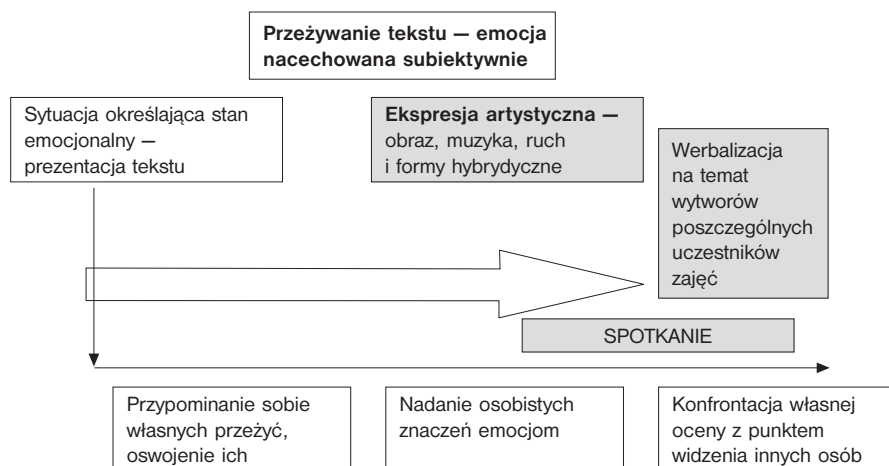 Przeżywanie tekstu — emocja
nacechowana subiektywnie
Sytuacja określająca stan
emocjonalny —
prezentacja tekstu
Ekspresja artystyczna —
obraz, muzyka, ruch
i formy hybrydyczne
Werbalizacja
na temat
wytworów
poszczególnych
uczestników
zajęć
SPOTKANIE
Przypominanie sobie
własnych przeżyć,
oswojenie ich
Nadanie osobistych
znaczeń emocjom
Konfrontacja własnej
oceny z punktem
widzenia innych osób